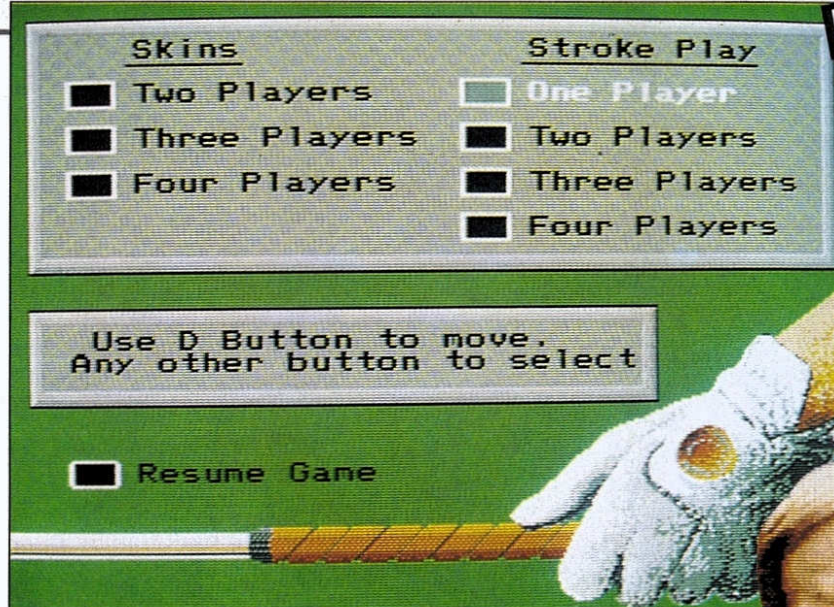 Skins
Two Players
Three Players
Four Players
Stroke Play
One Player
Two Players
Three Players
Four Players
Use D Button to move.
Any other button to select
Resume Game